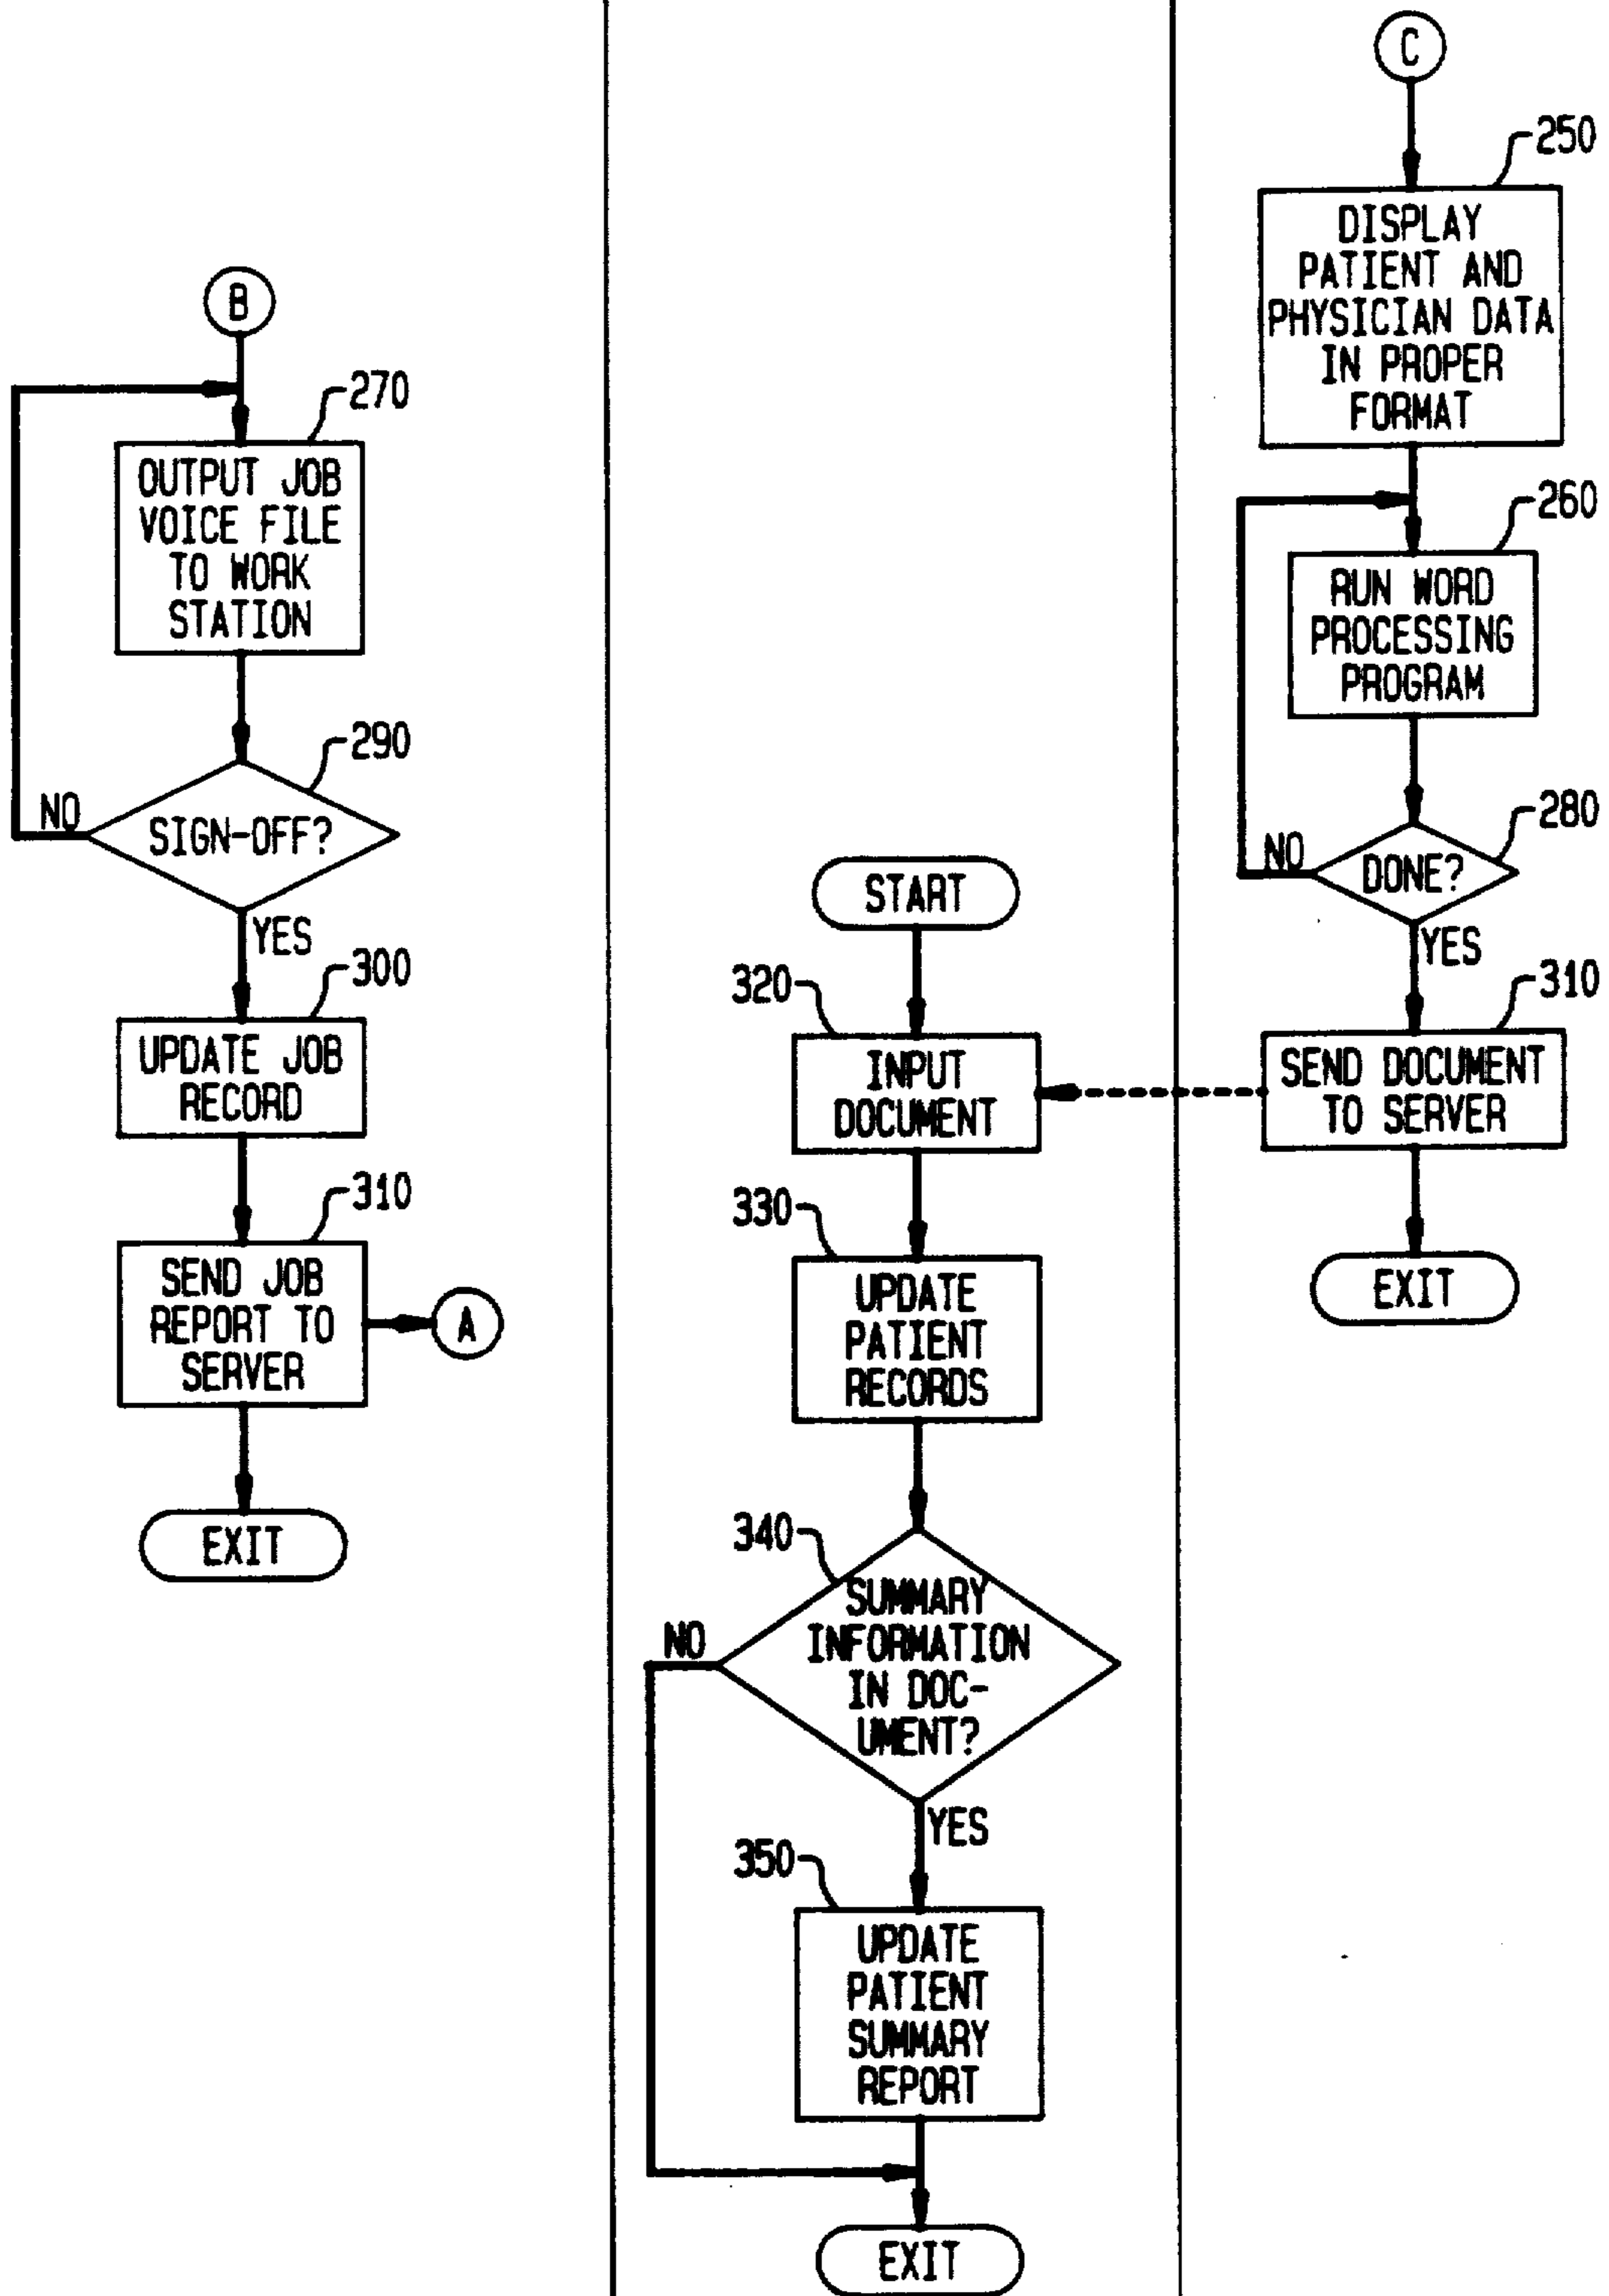 B
270
OUTPUT JOB
VOICE FILE
TO WORK
STATION
290
NO
SIGN-OFF?
YES
300
UPDATE JOB
RECORD
310
SEND JOB
REPORT TO
SERVER
A
EXIT
START
320
INPUT
DOCUMENT
330
UPDATE
PATIENT
RECORDS
340
NO
SUMMARY
INFORMATION
IN DOC-
UMENT?
YES
350
UPDATE
PATIENT
SUMMARY
REPORT
EXIT
C
250
DISPLAY
PATIENT AND
PHYSICIAN DATA
IN PROPER
FORMAT
260
RUN WORD
PROCESSING
PROGRAM
280
NO
DONE?
YES
310
SEND DOCUMENT
TO SERVER
EXIT